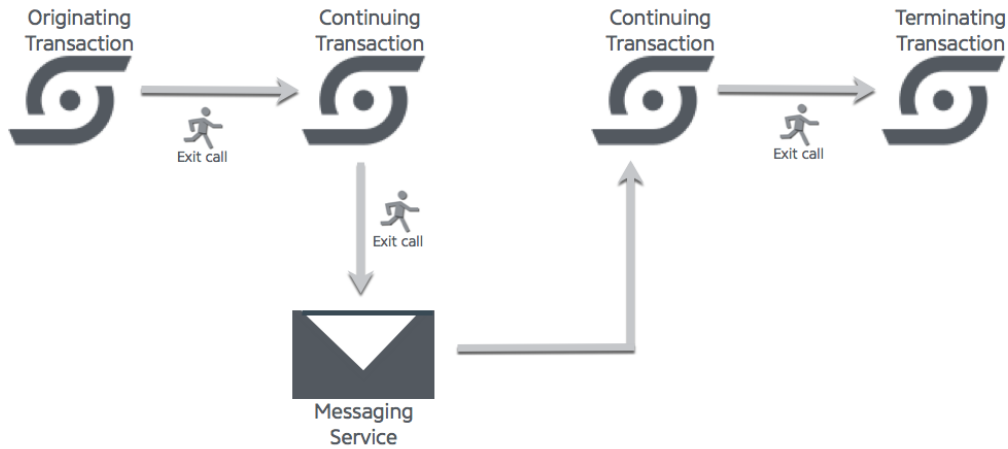 Originating
Transaction
Continuing
Transaction
Continuing
Transaction
Terminating
Transaction
Exit call
Exit call
Exit call
Messaging
Service